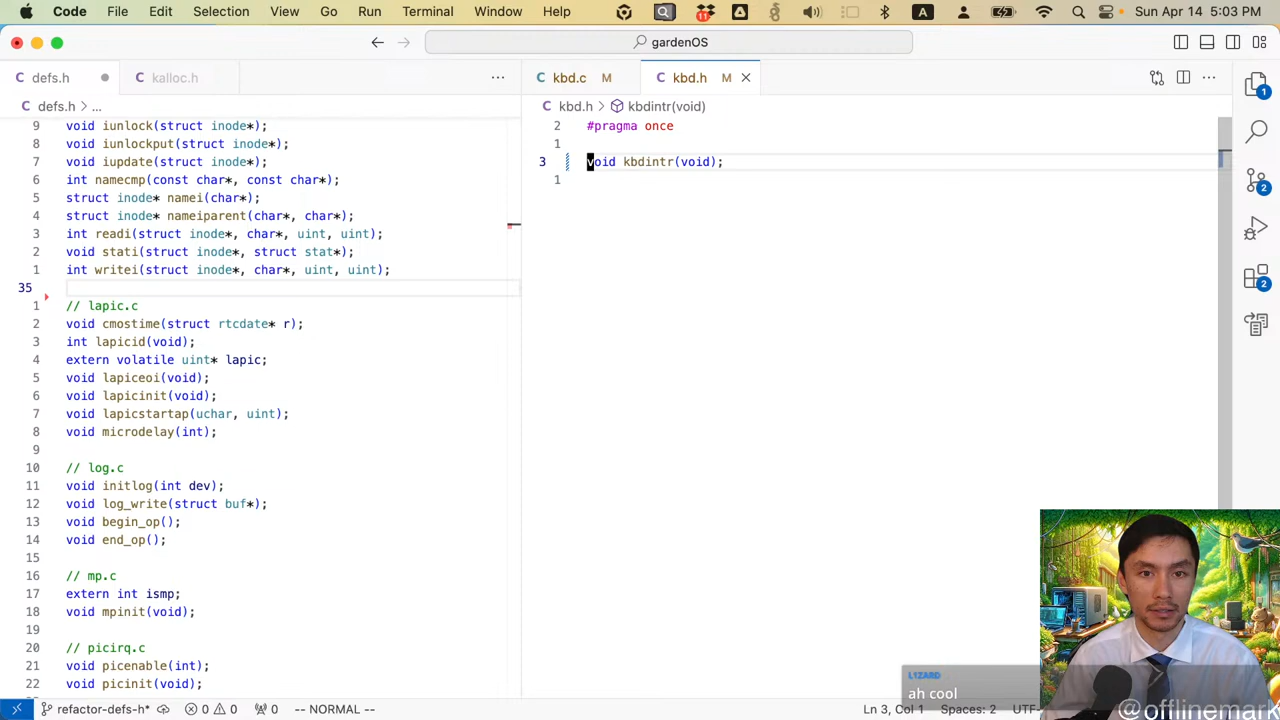 Code File Edit Selection View Go Run Terminal Window Help 11 A Sun Apr 14 5:03 PM
gardenOS
defs.h kalloc.h ···
kbd.c M kbd.h M ···
defs.h > ...
kbd.h > kbdintr(void)
9 void iunlock(struct inode*);
8 void iunlockput(struct inode*);
7 void iupdate(struct inode*);
6 int namecmp(const char*, const char*);
5 struct inode* namei(char*);
4 struct inode* nameiparent(char*, char*);
3 int readi(struct inode*, char*, uint, uint);
2 void stati(struct inode*, struct stat*);
1 int writei(struct inode*, char*, uint, uint);
35
1 // lapic.c
2 void cmostime(struct rtcdate* r);
3 int lapicid(void);
4 extern volatile uint* lapic;
5 void lapiceoi(void);
6 void lapicinit(void);
7 void lapicstartap(uchar, uint);
8 void microdelay(int);
9
10 // log.c
11 void initlog(int dev);
12 void log_write(struct buf*);
13 void begin_op();
14 void end_op();
15
16 // mp.c
17 extern int ismp;
18 void mpinit(void);
19
20 // picirq.c
21 void picenable(int);
22 void picinit(void);
2 #pragma once
1
3 void kbdintr(void);
1
1
2
2
L1ZARD
ah cool
@offlinemark
refactor-defs-h* 0 0 0 -- NORMAL -- Ln 3, Col 1 Spaces: 2 UTF-